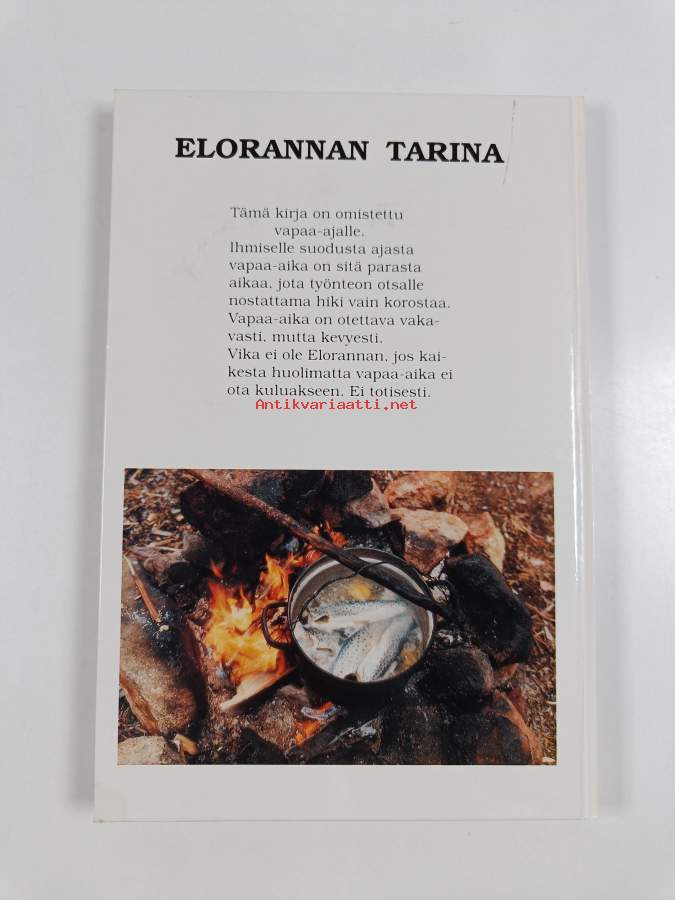 ELORANNAN TARINA
Tämä kirja on omistettu
vapaa-ajalle.
Ihmiselle suodusta ajasta
vapaa-aika on sitä parasta
aikaa, jota työnteon otsalle
nostattama hiki vain korostaa.
Vapaa-aika on otettava vaka-
vasti, mutta kevyesti.
Vika ei ole Elorannan, jos kai-
kesta huolimatta vapaa-aika ei
ota kuluakseen. Ei totisesti.
Antikvariaatti.net